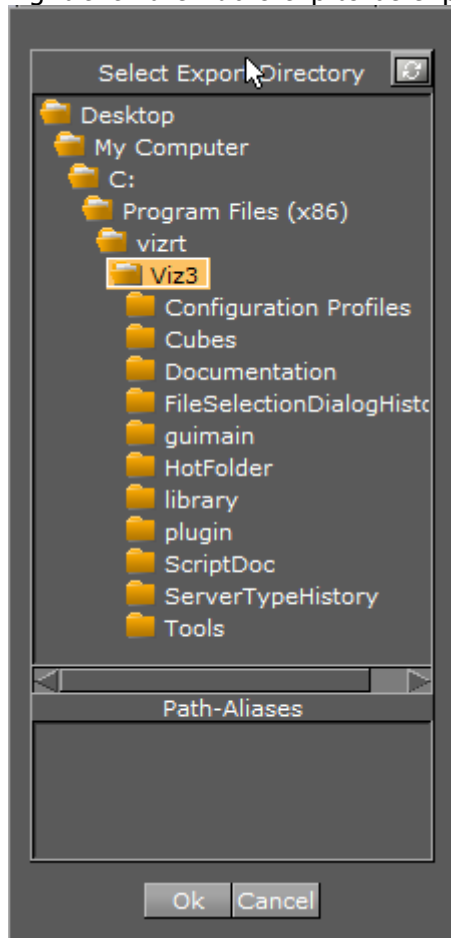 Select Export Directory
Desktop
My Computer
C:
Program Files (x86)
vizrt
Viz3
Configuration Profiles
Cubes
Documentation
FileSelectionDialogHisto
guimain
HotFolder
library
plugin
ScriptDoc
ServerTypeHistory
Tools
Path-Aliases
Ok Cancel